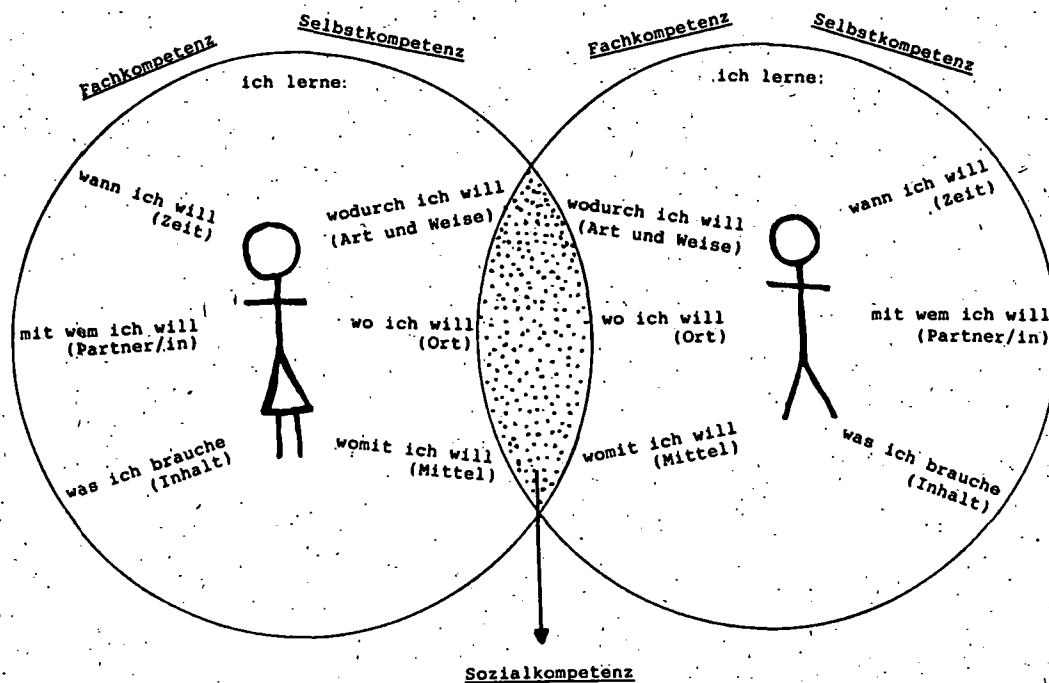 Fachkompetenz
Selbstkompetenz
ich lerne:
wann ich will
(Zeit)
wodurch ich will
(Art und Weise)
mit wem ich will
(Partner/in)
wo ich will
(Ort)
was ich brauche
(Inhalt)
womit ich will
(Mittel)
Fachkompetenz
Selbstkompetenz
ich lerne:
wodurch ich will
(Art und Weise)
wann ich will
(Zeit)
wo ich will
(Ort)
mit wem ich will
(Partner/in)
womit ich will
(Mittel)
was ich brauche
(Inhalt)
Sozialkompetenz